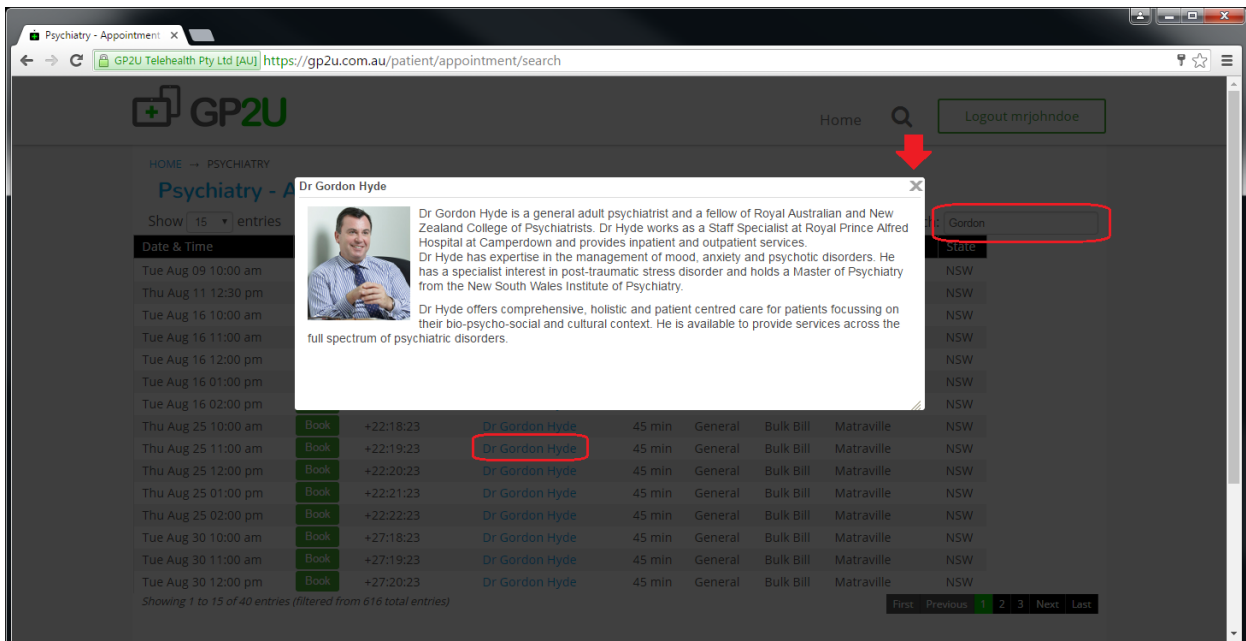 Psychiatry - Appointment
GP2U Telehealth Pty Ltd [AU] https://gp2u.com.au/patient/appointment/search
GP2U
Home
Logout mrjohndoe
HOME → PSYCHIATRY
Psychiatry - A
Show 15 entries
Gordon
Date & Time
State
Dr Gordon Hyde
Dr Gordon Hyde is a general adult psychiatrist and a fellow of Royal Australian and New
Zealand College of Psychiatrists. Dr Hyde works as a Staff Specialist at Royal Prince Alfred
Hospital at Camperdown and provides inpatient and outpatient services.
Dr Hyde has expertise in the management of mood, anxiety and psychotic disorders. He
has a specialist interest in post-traumatic stress disorder and holds a Master of Psychiatry
from the New South Wales Institute of Psychiatry.
Dr Hyde offers comprehensive, holistic and patient centred care for patients focussing on
their bio-psycho-social and cultural context. He is available to provide services across the
full spectrum of psychiatric disorders.
Tue Aug 09 10:00 am NSW
Thu Aug 11 12:30 pm NSW
Tue Aug 16 10:00 am NSW
Tue Aug 16 11:00 am NSW
Tue Aug 16 12:00 pm NSW
Tue Aug 16 01:00 pm NSW
Tue Aug 16 02:00 pm NSW
Thu Aug 25 10:00 am Book +22:18:23 Dr Gordon Hyde 45 min General Bulk Bill Matraville NSW
Thu Aug 25 11:00 am Book +22:19:23 Dr Gordon Hyde 45 min General Bulk Bill Matraville NSW
Thu Aug 25 12:00 pm Book +22:20:23 Dr Gordon Hyde 45 min General Bulk Bill Matraville NSW
Thu Aug 25 01:00 pm Book +22:21:23 Dr Gordon Hyde 45 min General Bulk Bill Matraville NSW
Thu Aug 25 02:00 pm Book +22:22:23 Dr Gordon Hyde 45 min General Bulk Bill Matraville NSW
Tue Aug 30 10:00 am Book +27:18:23 Dr Gordon Hyde 45 min General Bulk Bill Matraville NSW
Tue Aug 30 11:00 am Book +27:19:23 Dr Gordon Hyde 45 min General Bulk Bill Matraville NSW
Tue Aug 30 12:00 pm Book +27:20:23 Dr Gordon Hyde 45 min General Bulk Bill Matraville NSW
Showing 1 to 15 of 40 entries (filtered from 616 total entries)
First Previous 1 2 3 Next Last